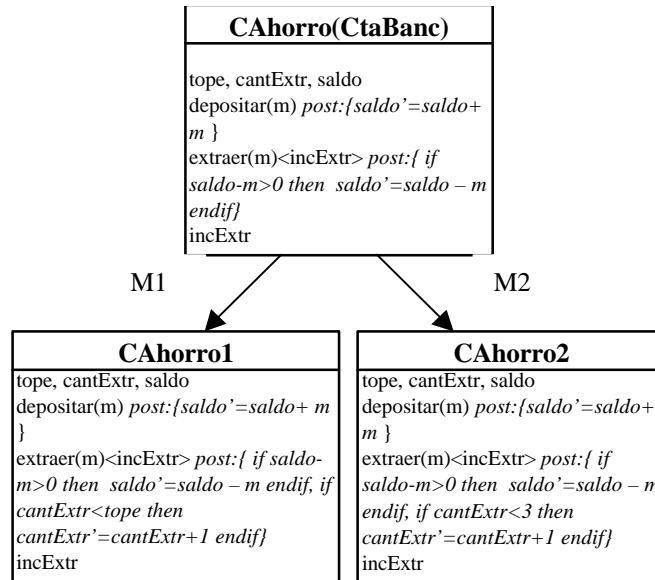 CAhorro(CtaBanc)
tope, cantExtr, saldo
depositar(m) post:{saldo’=saldo+
m }
extraer(m)<incExtr> post:{ if
saldo-m>0 then saldo’=saldo – m
endif}
incExtr
M1
M2
CAhorro1
tope, cantExtr, saldo
depositar(m) post:{saldo’=saldo+ m
}
extraer(m)<incExtr> post:{ if saldo-
m>0 then saldo’=saldo – m endif, if
cantExtr<tope then
cantExtr’=cantExtr+1 endif}
incExtr
CAhorro2
tope, cantExtr, saldo
depositar(m) post:{saldo’=saldo+
m }
extraer(m)<incExtr> post:{ if
saldo-m>0 then saldo’=saldo – m
endif, if cantExtr<3 then
cantExtr’=cantExtr+1 endif}
incExtr